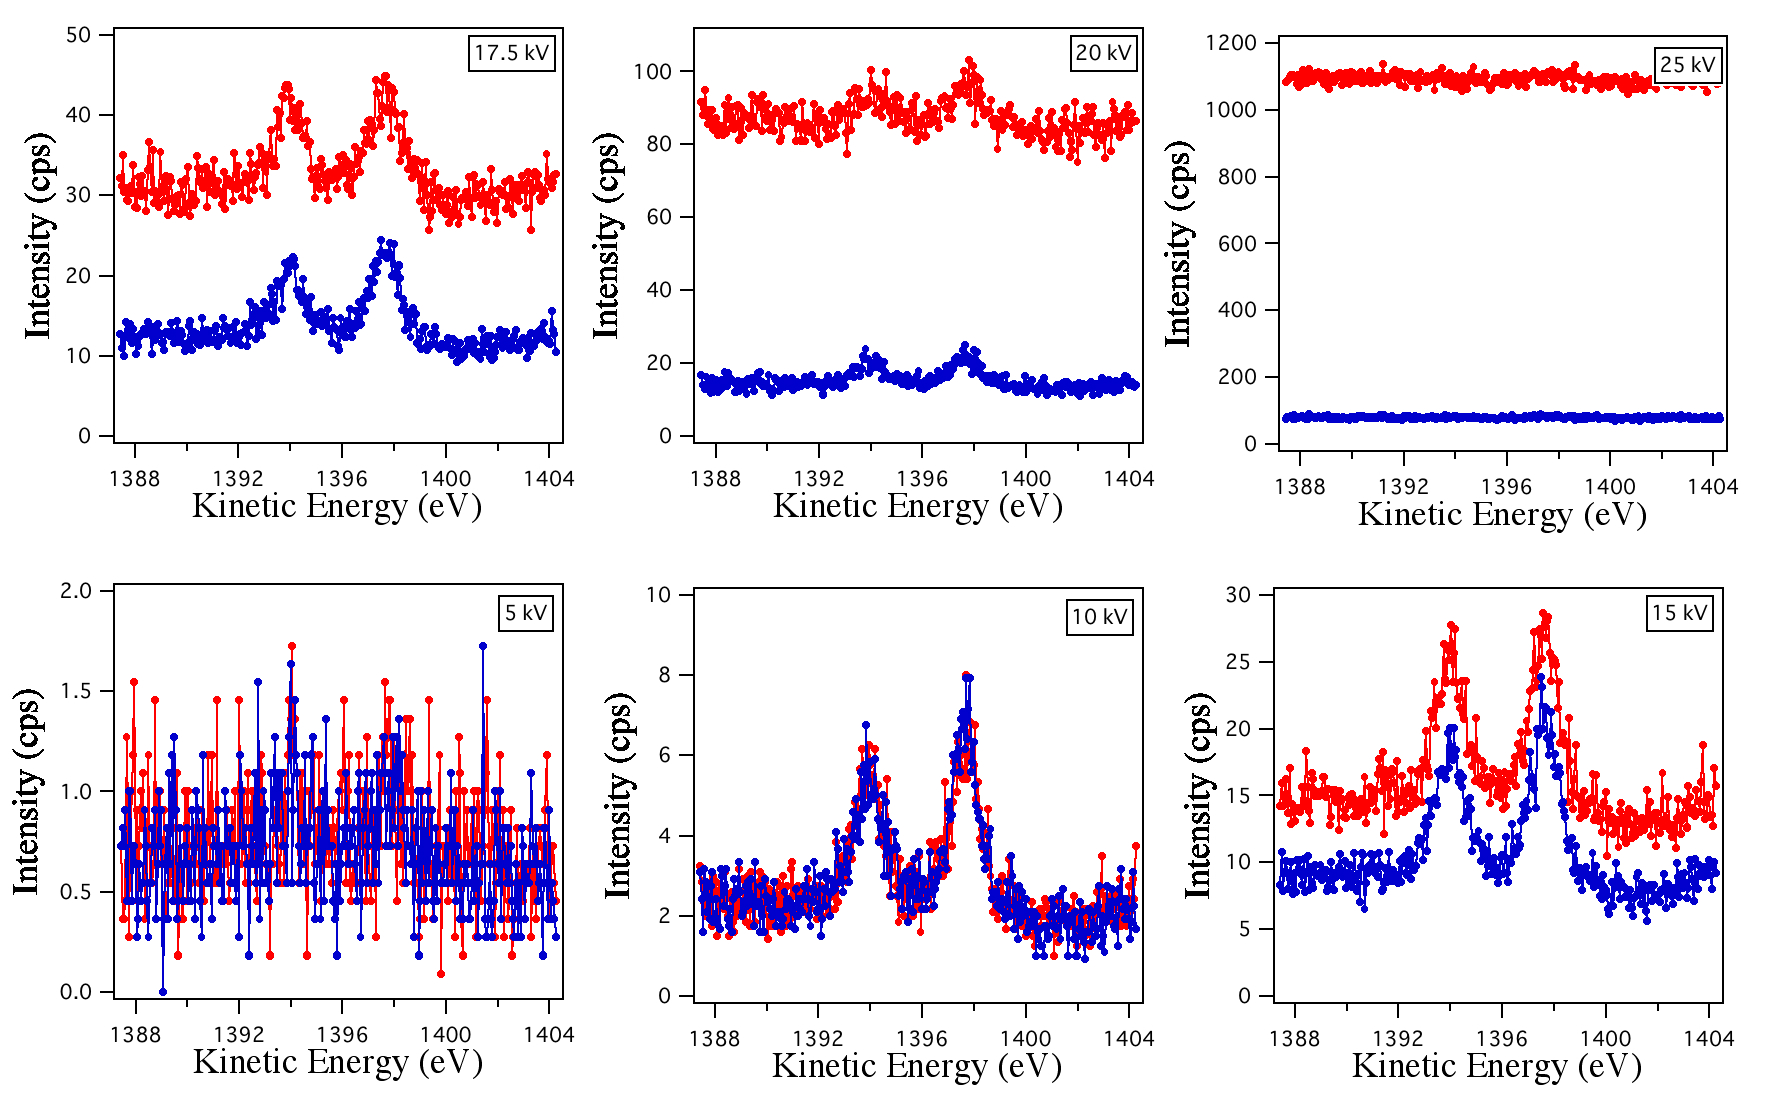 50
40
30
20
10
0
Intensity (cps)
17.5 kV
1388 1392 1396 1400 1404
Kinetic Energy (eV)
100
80
60
40
20
0
Intensity (cps)
20 kV
1388 1392 1396 1400 1404
Kinetic Energy (eV)
1200
1000
800
600
400
200
0
Intensity (cps)
25 kV
1388 1392 1396 1400 1404
Kinetic Energy (eV)
2.0
1.5
1.0
0.5
0.0
Intensity (cps)
5 kV
1388 1392 1396 1400 1404
Kinetic Energy (eV)
10
8
6
4
2
0
Intensity (cps)
10 kV
1388 1392 1396 1400 1404
Kinetic Energy (eV)
30
25
20
15
10
5
0
Intensity (cps)
15 kV
1388 1392 1396 1400 1404
Kinetic Energy (eV)